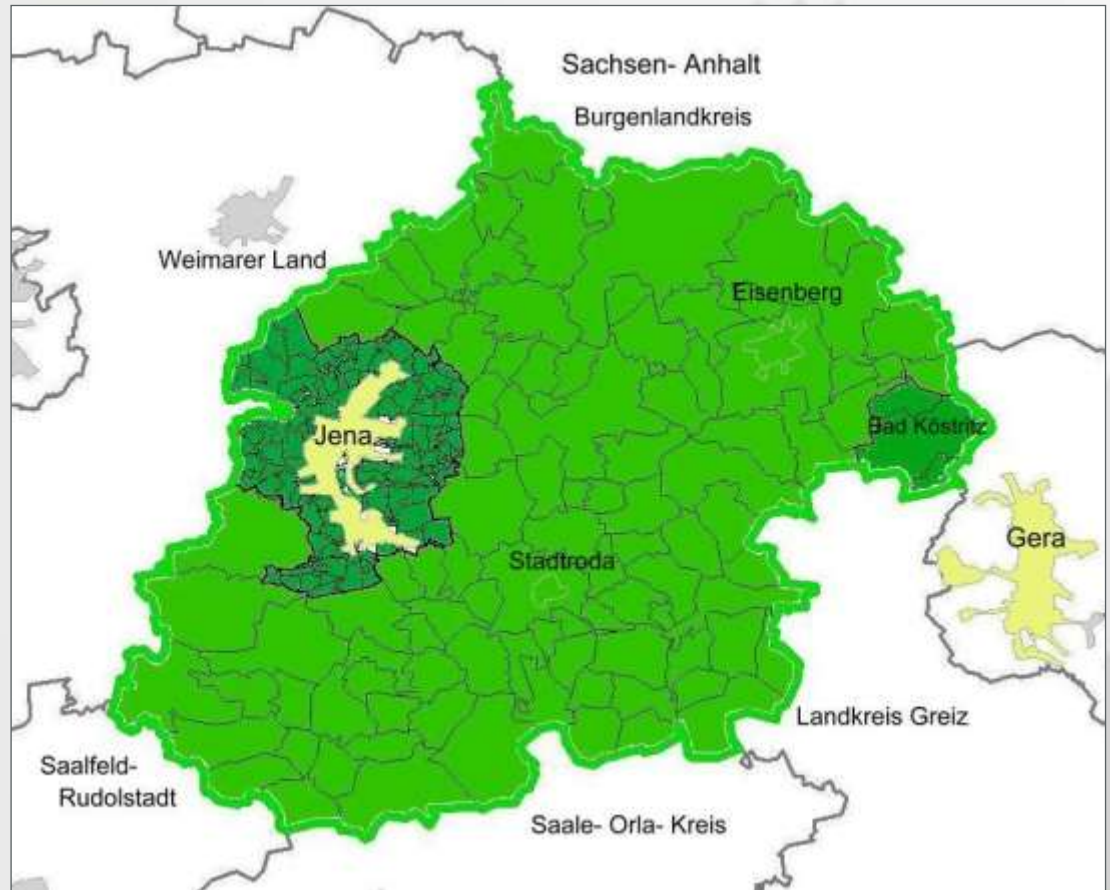 Sachsen- Anhalt
Burgenlandkreis
Weimarer Land
Eisenberg
Bad Köstritz
Jena
Gera
Stadtroda
Landkreis Greiz
Saalfeld-
Rudolstadt
Saale- Orla- Kreis